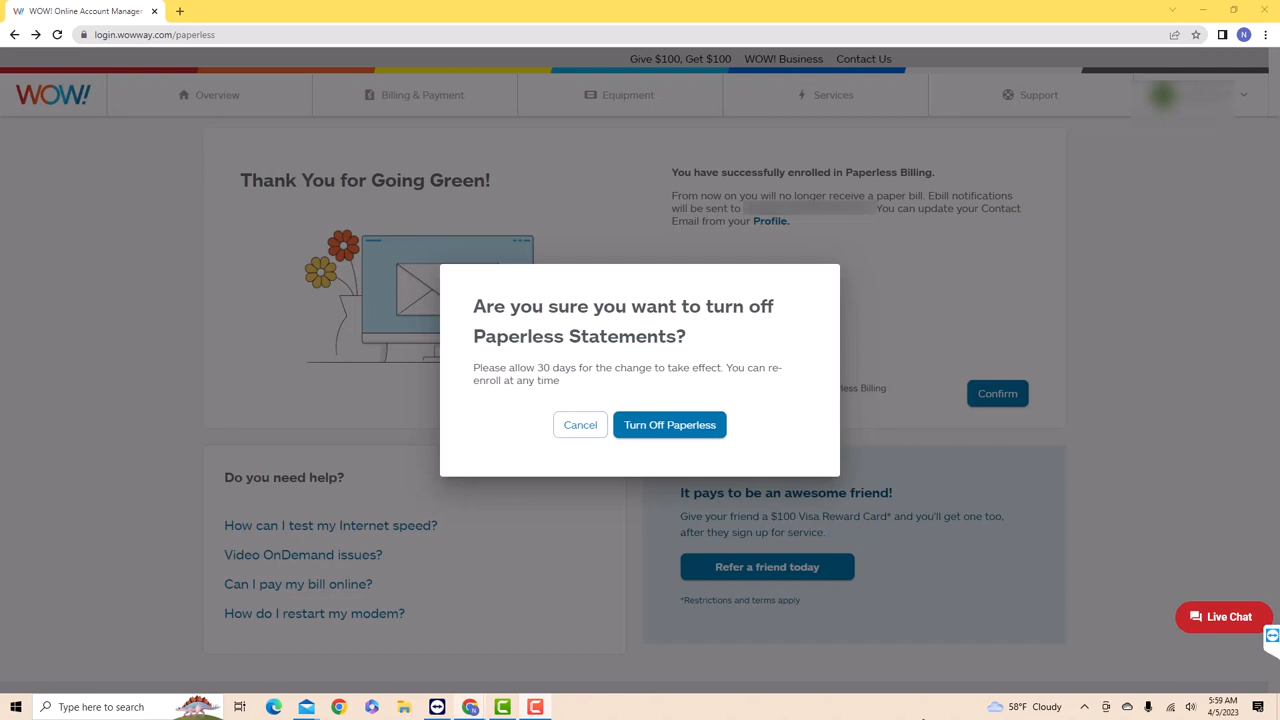 WOW! Online Account Manager
login.wowway.com/paperless
N
Give $100, Get $100 WOW! Business Contact Us
WOW! Overview Billing & Payment Equipment Services Support
Thank You for Going Green!
You have successfully enrolled in Paperless Billing.
From now on you will no longer receive a paper bill. Ebill notifications
will be sent to You can update your Contact
Email from your Profile.
Are you sure you want to turn off
Paperless Statements?
Please allow 30 days for the change to take effect. You can re-
enroll at any time
Cancel Turn Off Paperless
Billing
Confirm
Do you need help?
How can I test my Internet speed?
Video OnDemand issues?
Can I pay my bill online?
How do I restart my modem?
It pays to be an awesome friend!
Give your friend a $100 Visa Reward Card* and you'll get one too,
after they sign up for service.
Refer a friend today
*Restrictions and terms apply
Live Chat
Type here to search
58°F Cloudy
5:59 AM
4/5/2023